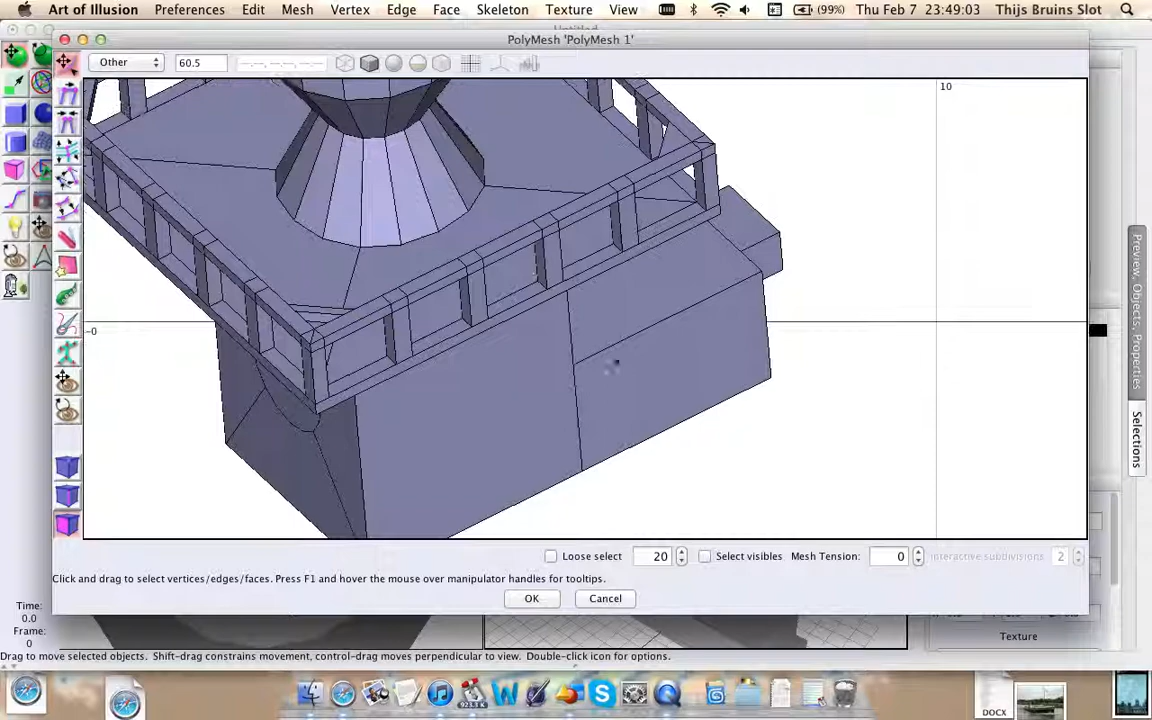 Art of Illusion Preferences Edit Mesh Vertex Edge Face Skeleton Texture View (99%) Thu Feb 7 23:49:03 Thijs Bruins Slot
PolyMesh 'PolyMesh 1'
Other 60.5
10
-0
Preview, Objects, Properties
Selections
Loose select 20 Select visibles Mesh Tension: 0 Interactive subdivisions 2
Click and drag to select vertices/edges/faces. Press F1 and hover the mouse over manipulator handles for tooltips.
OK Cancel
Time:
0.0
Frame:
0
Texture
Drag to move selected objects. Shift-drag constrains movement, control-drag moves perpendicular to view. Double-click icon for options.
923.3 K
DOCX